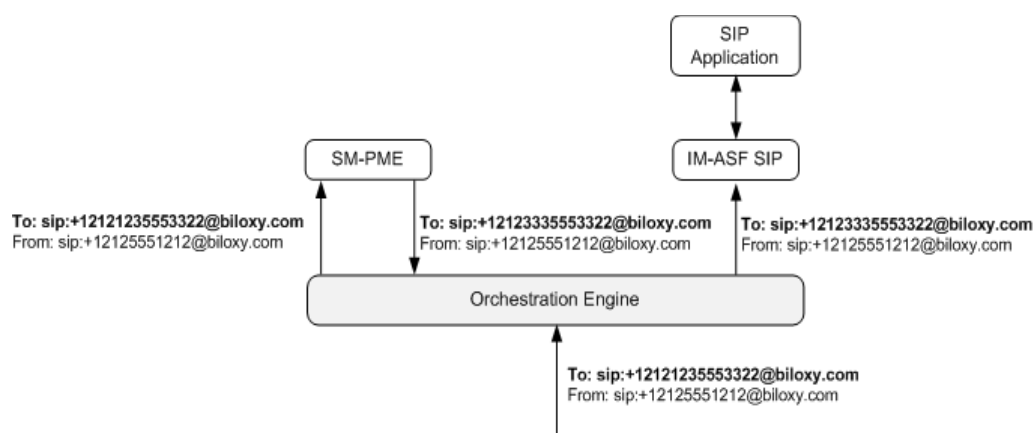 SIP
Application
SM-PME
IM-ASF SIP
To: sip:+12121235553322@biloxy.com
From: sip:+12125551212@biloxy.com
To: sip:+12123335553322@biloxy.com
From: sip:+12125551212@biloxy.com
To: sip:+12123335553322@biloxy.com
From: sip:+12125551212@biloxy.com
Orchestration Engine
To: sip:+12121235553322@biloxy.com
From: sip:+12125551212@biloxy.com